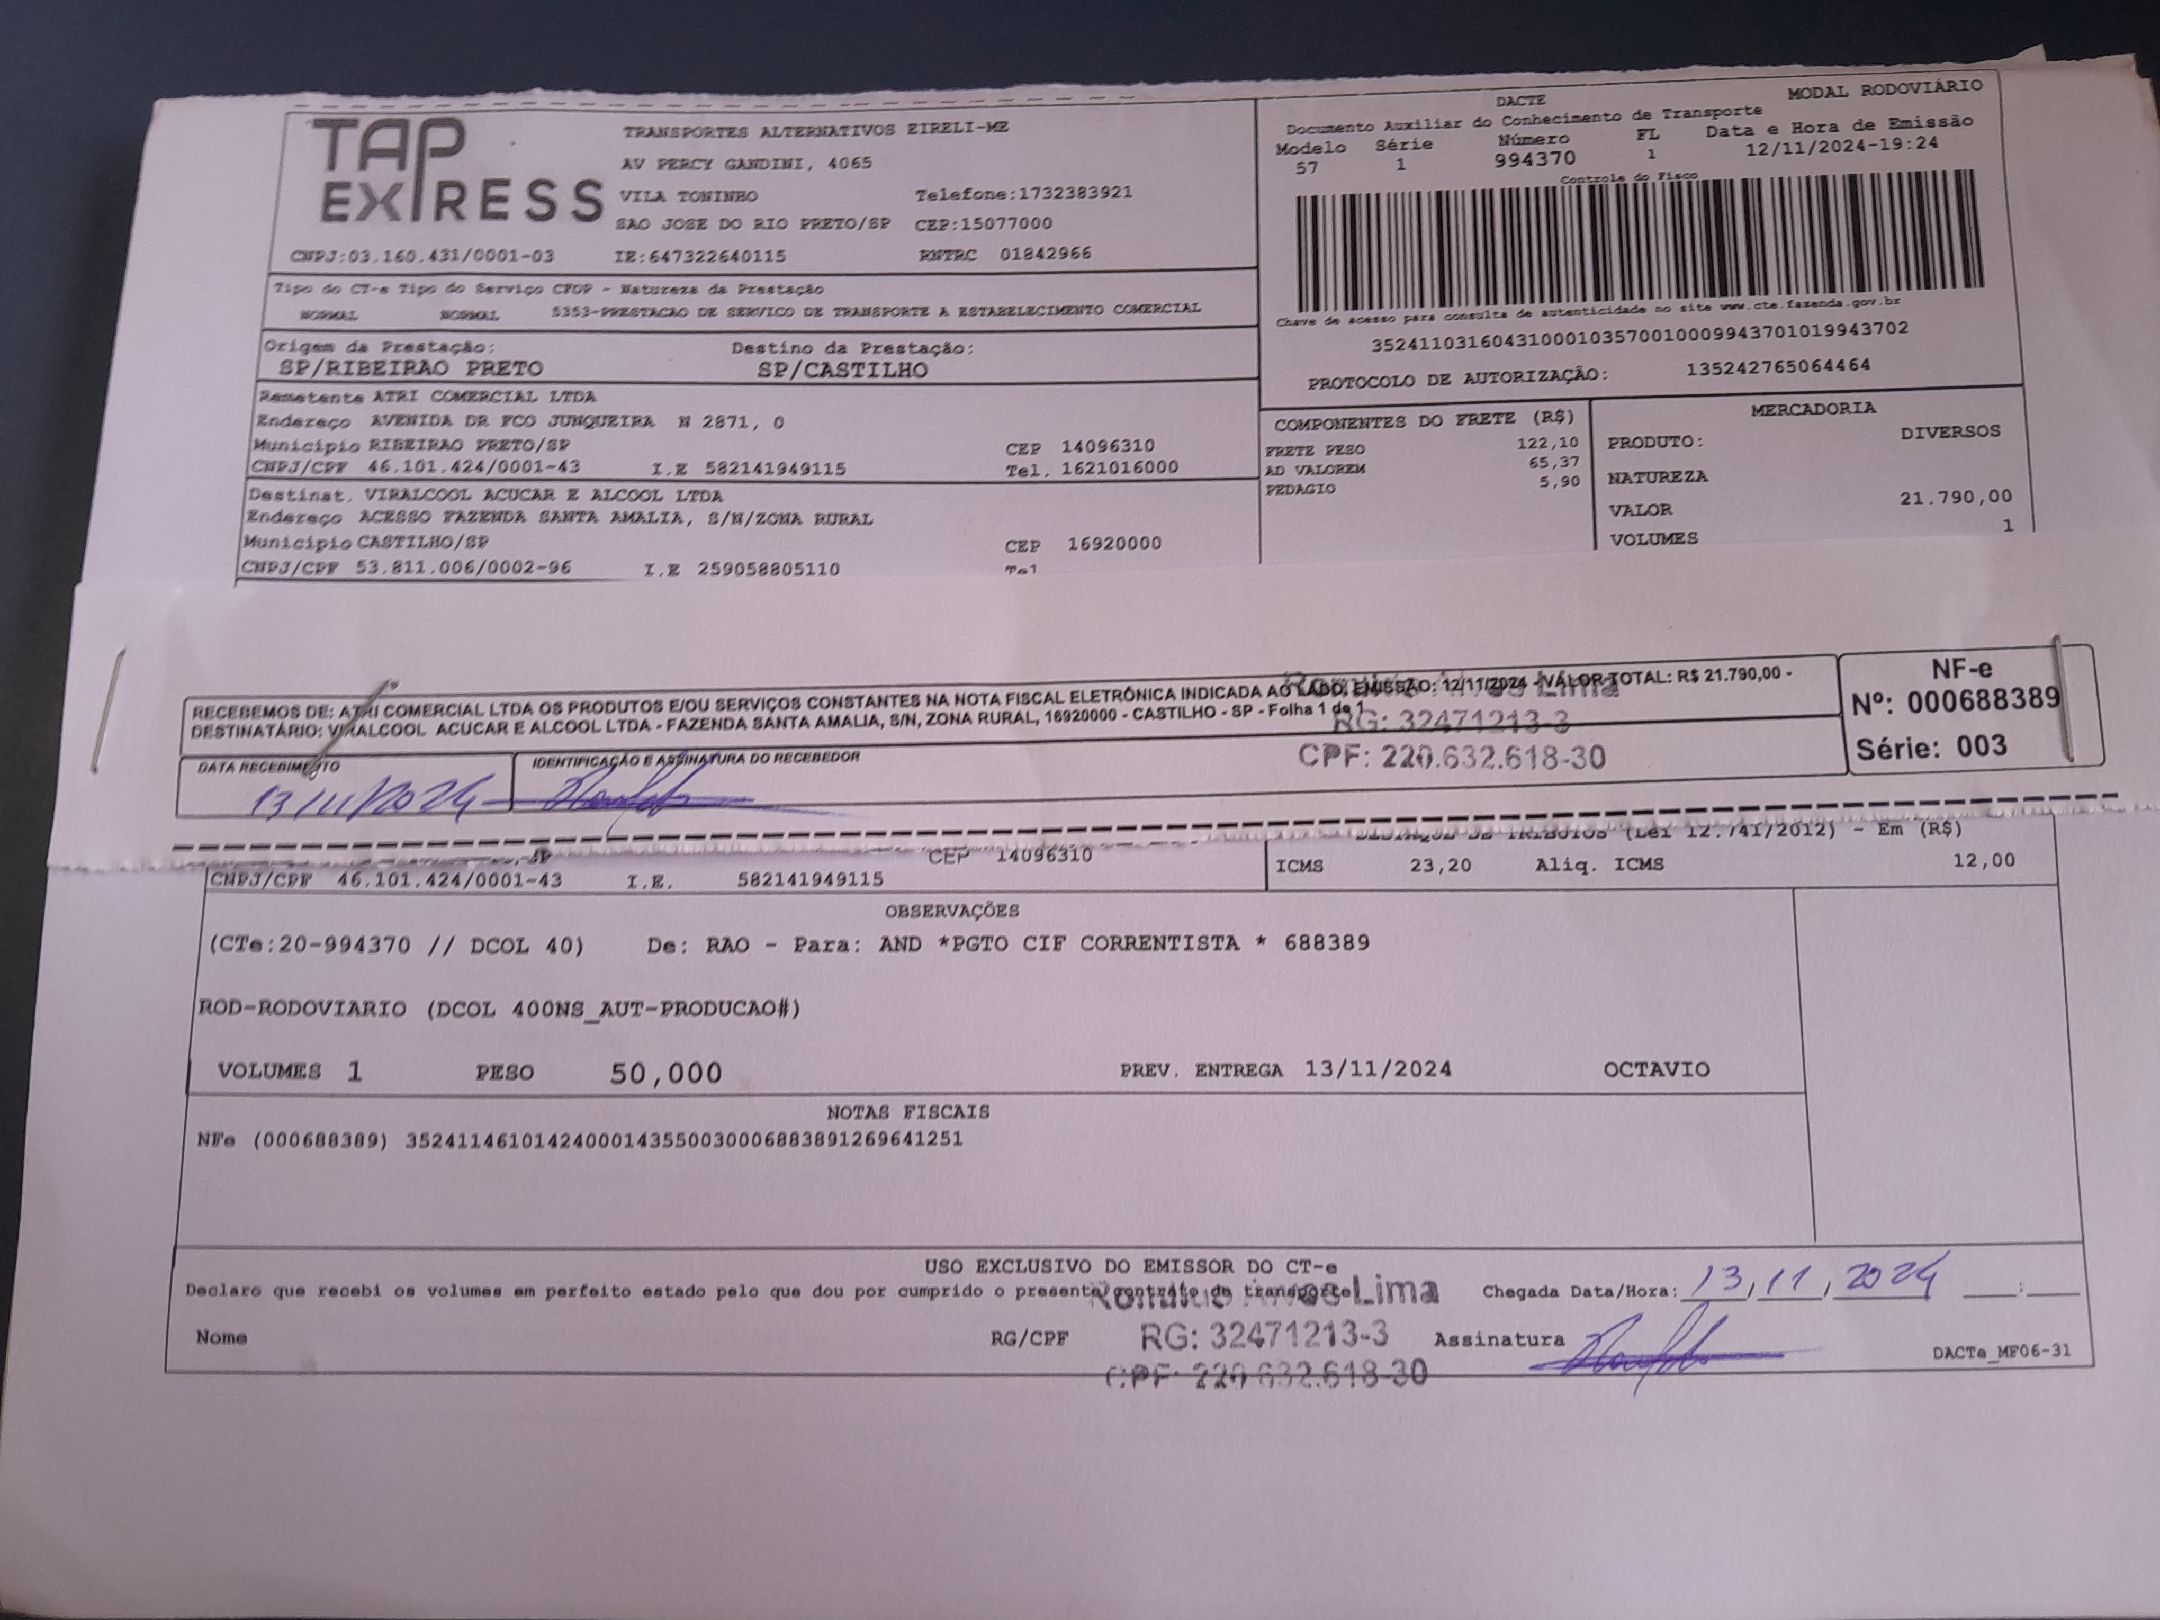 TAP EXPRESS
TRANSPORTES ALTERNATIVOS EIRELI-ME
AV PERCY GANDINI, 4065
VILA TONINHO Telefone:1732383921
SAO JOSE DO RIO PRETO/SP CEP:15077000
CNPJ:03.160.431/0001-03 IE:647322640115 RNTRC 01842966
DACTE MODAL RODOVIÁRIO
Documento Auxiliar do Conhecimento de Transporte
Modelo Série Número FL Data e Hora de Emissão
57 1 994370 1 12/11/2024-19:24
Controle do Fisco
Chave de acesso para consulta de autenticidade no site www.cte.fazenda.gov.br
35241103160431000103570010009943701019943702
PROTOCOLO DE AUTORIZAÇÃO: 135242765064464
Tipo do CT-e Tipo do Serviço CFOP - Natureza da Prestação
NORMAL NORMAL 5353-PRESTACAO DE SERVICO DE TRANSPORTE A ESTABELECIMENTO COMERCIAL
Origem da Prestação: Destino da Prestação:
SP/RIBEIRAO PRETO SP/CASTILHO
Remetente ATRI COMERCIAL LTDA
Endereço AVENIDA DR FCO JUNQUEIRA N 2871, 0
Município RIBEIRAO PRETO/SP CEP 14096310
CNPJ/CPF 46.101.424/0001-43 I.E 582141949115 Tel. 1621016000
Destinat. VIRALCOOL ACUCAR E ALCOOL LTDA
Endereço ACESSO FAZENDA SANTA AMALIA, S/N/ZONA RURAL
Município CASTILHO/SP CEP 16920000
CNPJ/CPF 53.811.006/0002-96 I.E 259058805110 Tel
COMPONENTES DO FRETE (R$)
FRETE PESO 122,10
AD VALOREM 65,37
PEDAGIO 5,90
MERCADORIA
PRODUTO: DIVERSOS
NATUREZA
VALOR 21.790,00
VOLUMES 1
RECEBEMOS DE: ATRI COMERCIAL LTDA OS PRODUTOS E/OU SERVIÇOS CONSTANTES NA NOTA FISCAL ELETRÔNICA INDICADA AO LADO. EMISSÃO: 12/11/2024 - VALOR TOTAL: R$ 21.790,00 -
DESTINATÁRIO: VIRALCOOL ACUCAR E ALCOOL LTDA - FAZENDA SANTA AMALIA, S/N, ZONA RURAL, 16920000 - CASTILHO - SP - Folha 1 de 1
Lima
RG: 32471213-3
CPF: 220.632.618-30
NF-e
Nº: 000688389
Série: 003
DATA RECEBIMENTO IDENTIFICAÇÃO E ASSINATURA DO RECEBEDOR
13/11/2024
TRIBUTOS (Lei 12.741/2012) - Em (R$)
CEP 14096310
CNPJ/CPF 46.101.424/0001-43 I.E. 582141949115
ICMS 23,20 Aliq. ICMS 12,00
OBSERVAÇÕES
(CTe:20-994370 // DCOL 40) De: RAO - Para: AND *PGTO CIF CORRENTISTA * 688389
ROD-RODOVIARIO (DCOL 400NS_AUT-PRODUCAO#)
VOLUMES 1 PESO 50,000 PREV. ENTREGA 13/11/2024 OCTAVIO
NOTAS FISCAIS
NFe (000688389) 35241146101424000143550030006883891269641251
USO EXCLUSIVO DO EMISSOR DO CT-e
Declaro que recebi os volumes em perfeito estado pelo que dou por cumprido o presente contrato de transporte
Romulus Alves Lima
Chegada Data/Hora: 13/11/2024 :
Nome RG/CPF RG: 32471213-3 Assinatura
CPF: 220.632.618-30
DACTe_MF06-31